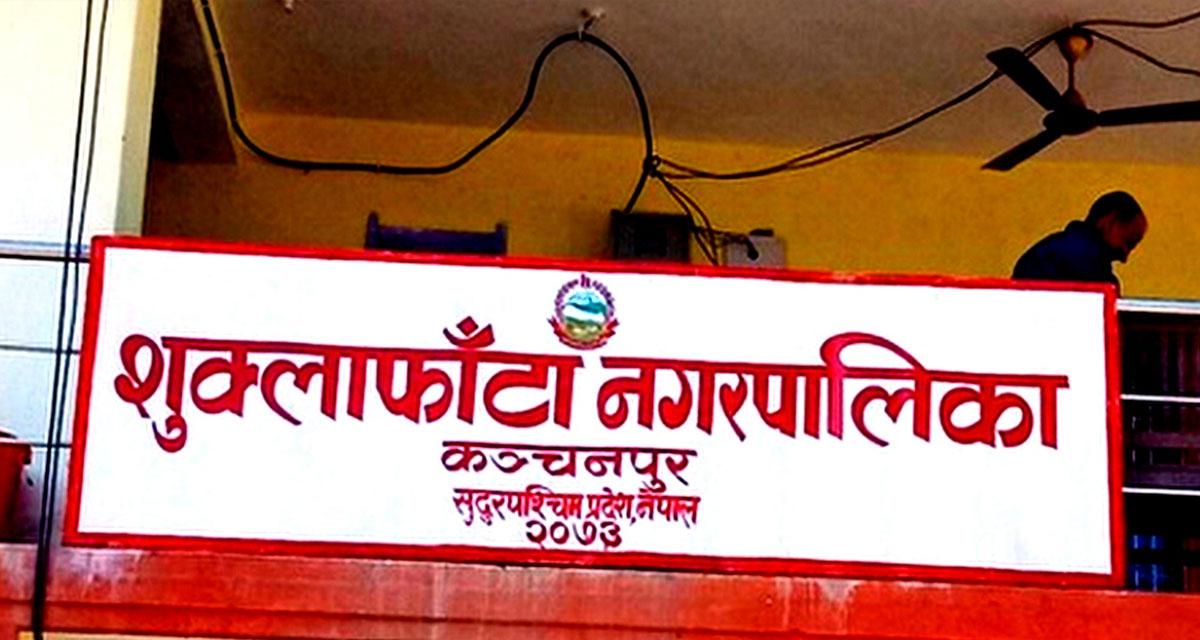 शुक्लाफाँटा नगरपालिका
कञ्चनपुर
सुदुरपश्चिम प्रदेश, नेपाल
२०७३